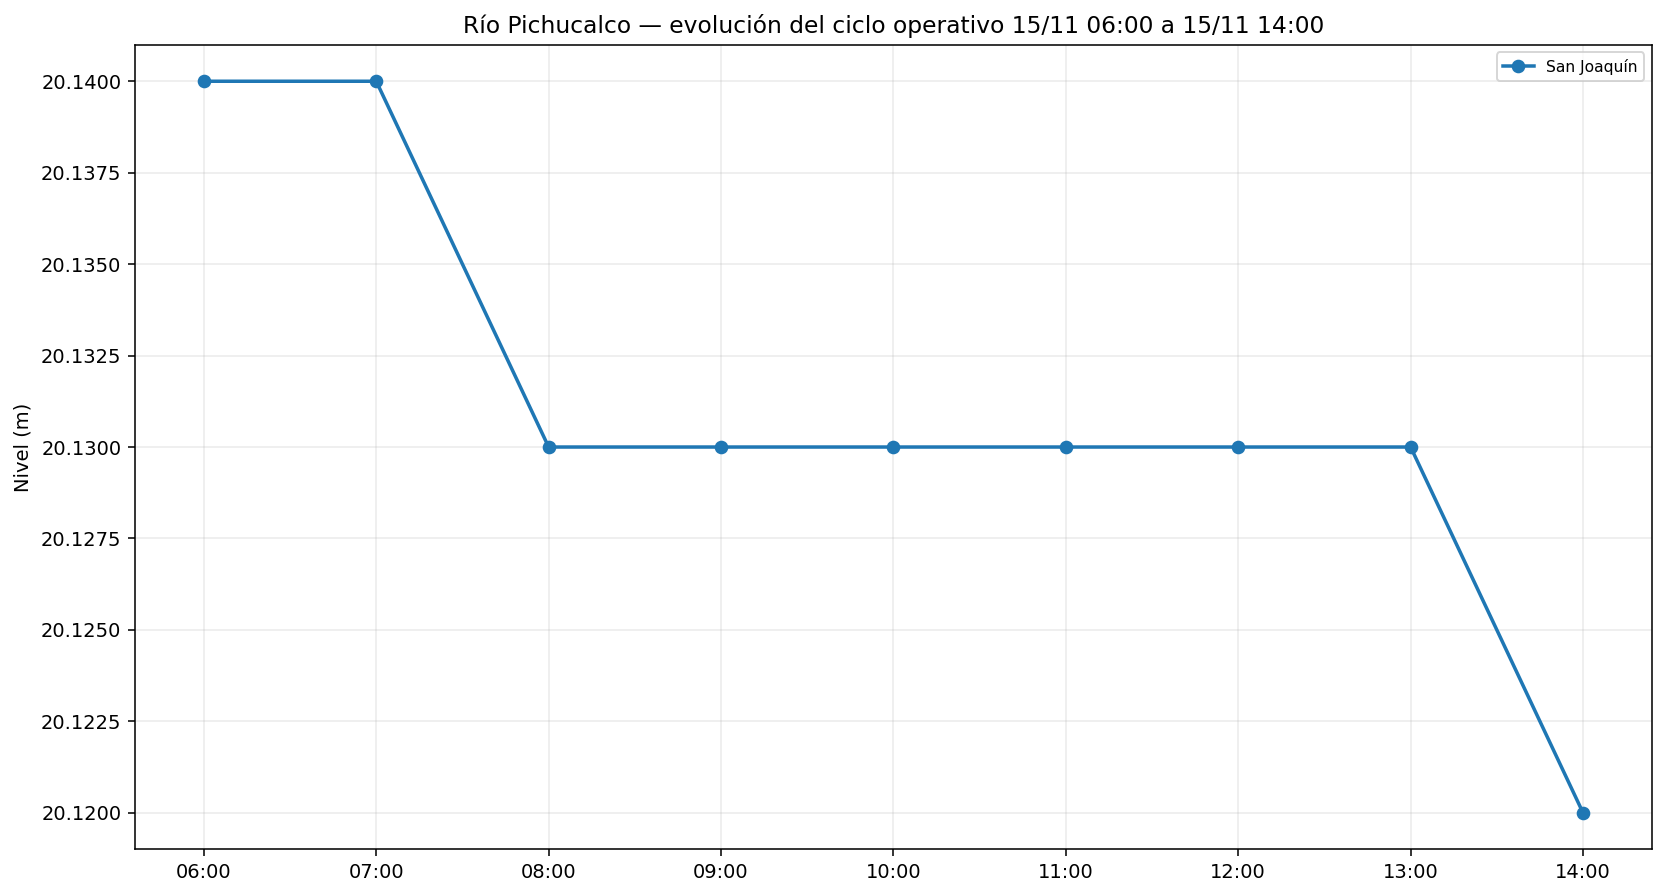 Río Pichucalco — evolución del ciclo operativo 15/11 06:00 a 15/11 14:00
San Joaquín
Nivel (m)
20.1400
20.1375
20.1350
20.1325
20.1300
20.1275
20.1250
20.1225
20.1200
06:00 07:00 08:00 09:00 10:00 11:00 12:00 13:00 14:00